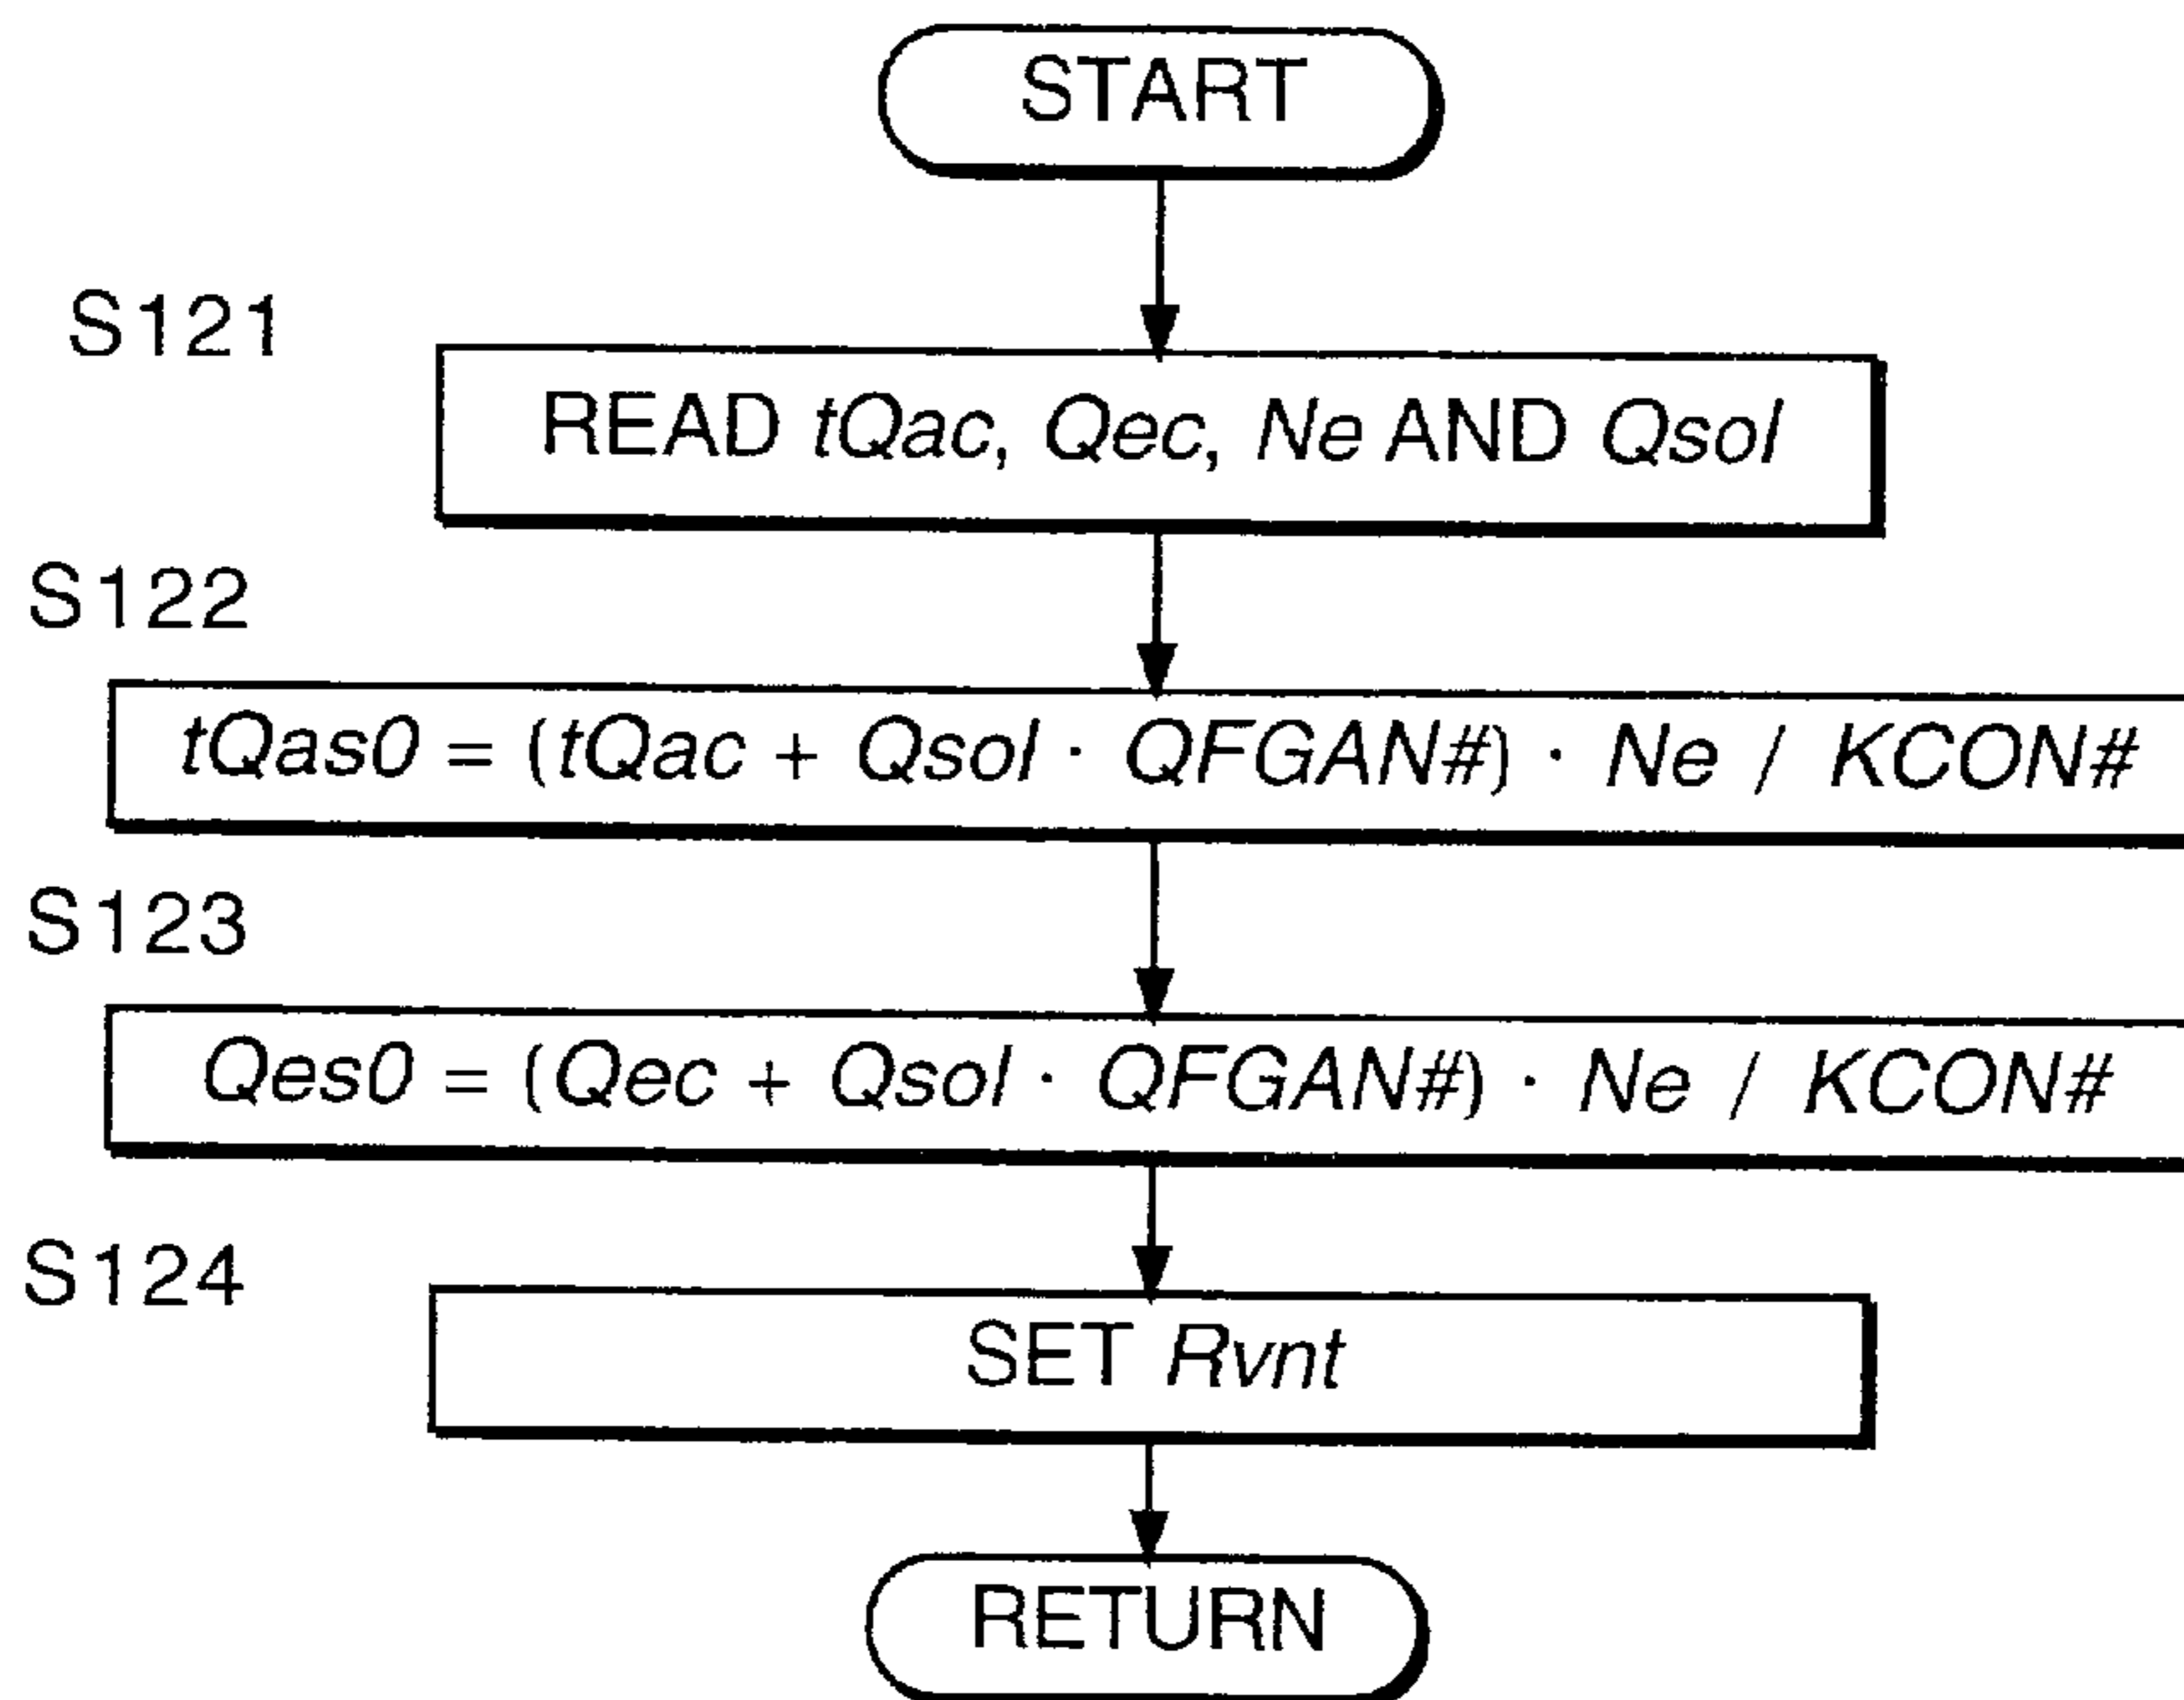 START
S121
READ tQac, Qec, Ne AND Qsol
S122
tQas0 = (tQac + Qsol · QFGAN#) · Ne / KCON#
S123
Qes0 = (Qec + Qsol · QFGAN#) · Ne / KCON#
S124
SET Rvnt
RETURN